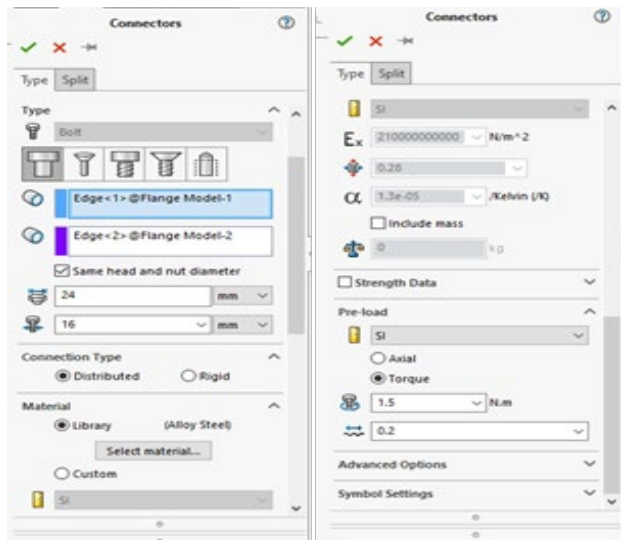 Connectors
Type Split
Type
Bolt
Edge<1>@Flange Model-1
Edge<2>@Flange Model-2
Same head and nut diameter
24 mm
16 mm
Connection Type
Distributed Rigid
Material
Library (Alloy Steel)
Select material...
Custom
SI
Connectors
Type Split
SI
Ex 210000000000 N/m^2
0.28
α 1.3e-05 /Kelvin (/K)
Include mass
0 kg
Strength Data
Pre-load
SI
Axial
Torque
1.5 N.m
0.2
Advanced Options
Symbol Settings